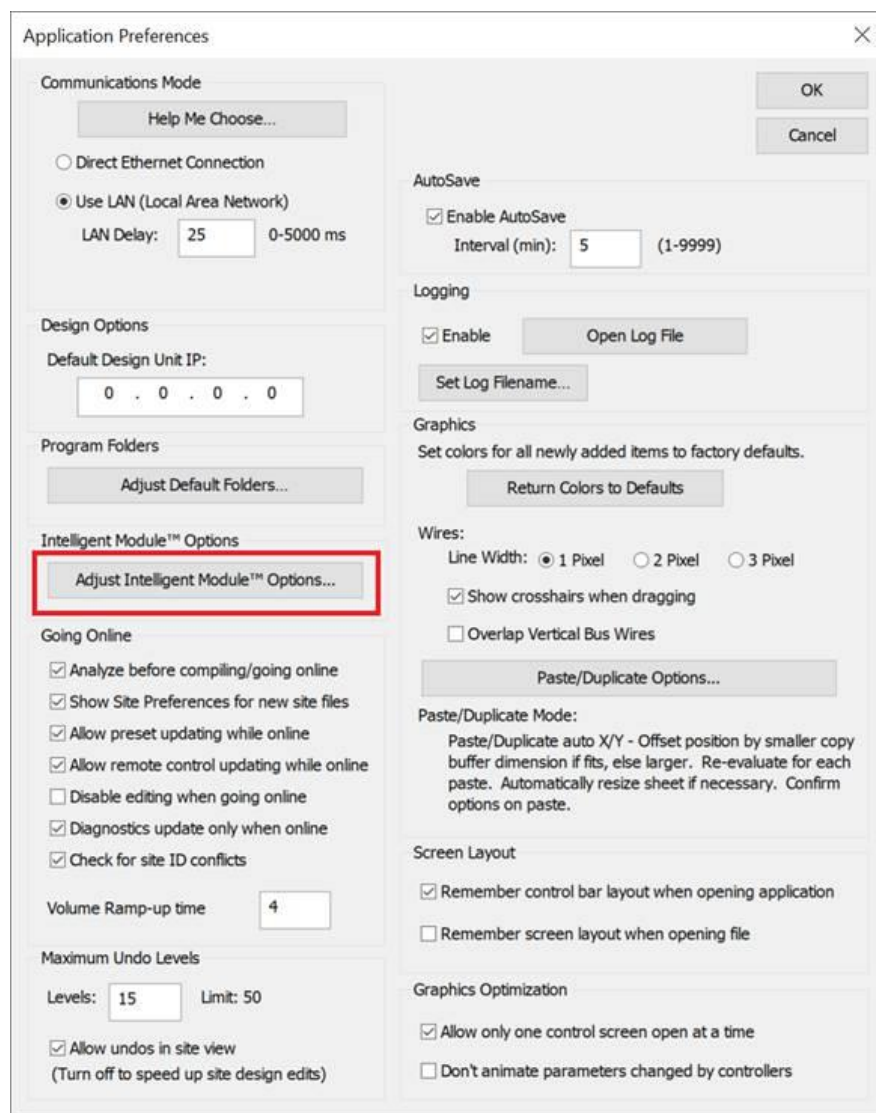 Application Preferences
Communications Mode
Help Me Choose...
Direct Ethernet Connection
Use LAN (Local Area Network)
LAN Delay: 25 0-5000 ms
Design Options
Default Design Unit IP:
0 . 0 . 0 . 0
Program Folders
Adjust Default Folders...
Intelligent Module™ Options
Adjust Intelligent Module™ Options...
Going Online
Analyze before compiling/going online
Show Site Preferences for new site files
Allow preset updating while online
Allow remote control updating while online
Disable editing when going online
Diagnostics update only when online
Check for site ID conflicts
Volume Ramp-up time 4
Maximum Undo Levels
Levels: 15 Limit: 50
Allow undos in site view
(Turn off to speed up site design edits)
OK
Cancel
AutoSave
Enable AutoSave
Interval (min): 5 (1-9999)
Logging
Enable Open Log File
Set Log Filename...
Graphics
Set colors for all newly added items to factory defaults.
Return Colors to Defaults
Wires:
Line Width: 1 Pixel 2 Pixel 3 Pixel
Show crosshairs when dragging
Overlap Vertical Bus Wires
Paste/Duplicate Options...
Paste/Duplicate Mode:
Paste/Duplicate auto X/Y - Offset position by smaller copy
buffer dimension if fits, else larger. Re-evaluate for each
paste. Automatically resize sheet if necessary. Confirm
options on paste.
Screen Layout
Remember control bar layout when opening application
Remember screen layout when opening file
Graphics Optimization
Allow only one control screen open at a time
Don't animate parameters changed by controllers